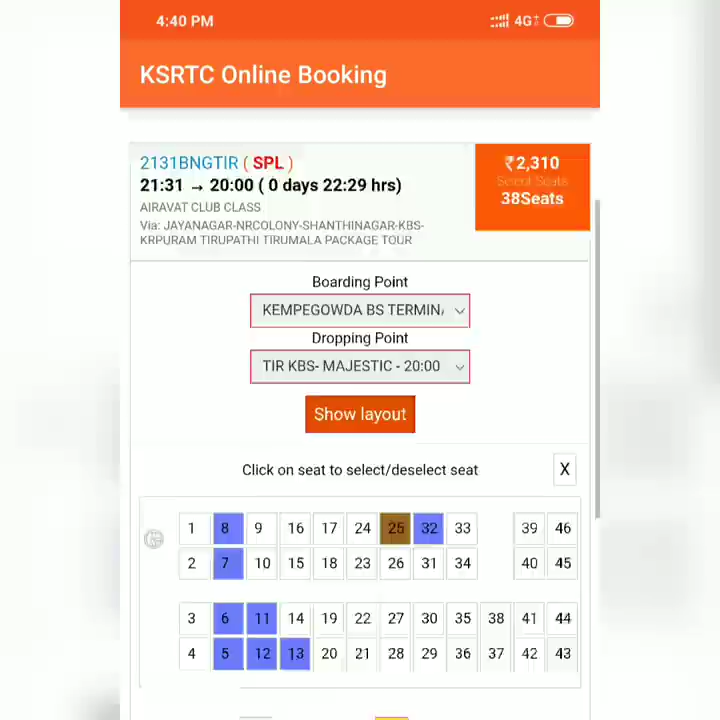 4:40 PM 4G
KSRTC Online Booking
2131BNGTIR ( SPL )
21:31 → 20:00 ( 0 days 22:29 hrs)
AIRAVAT CLUB CLASS
Via: JAYANAGAR-NRCOLONY-SHANTHINAGAR-KBS-
KRPURAM TIRUPATHI TIRUMALA PACKAGE TOUR
₹2,310
Select Seats
38Seats
Boarding Point
KEMPEGOWDA BS TERMIN
Dropping Point
TIR KBS- MAJESTIC - 20:00
Show layout
Click on seat to select/deselect seat X
1 8 9 16 17 24 25 32 33 39 46
2 7 10 15 18 23 26 31 34 40 45
3 6 11 14 19 22 27 30 35 38 41 44
4 5 12 13 20 21 28 29 36 37 42 43